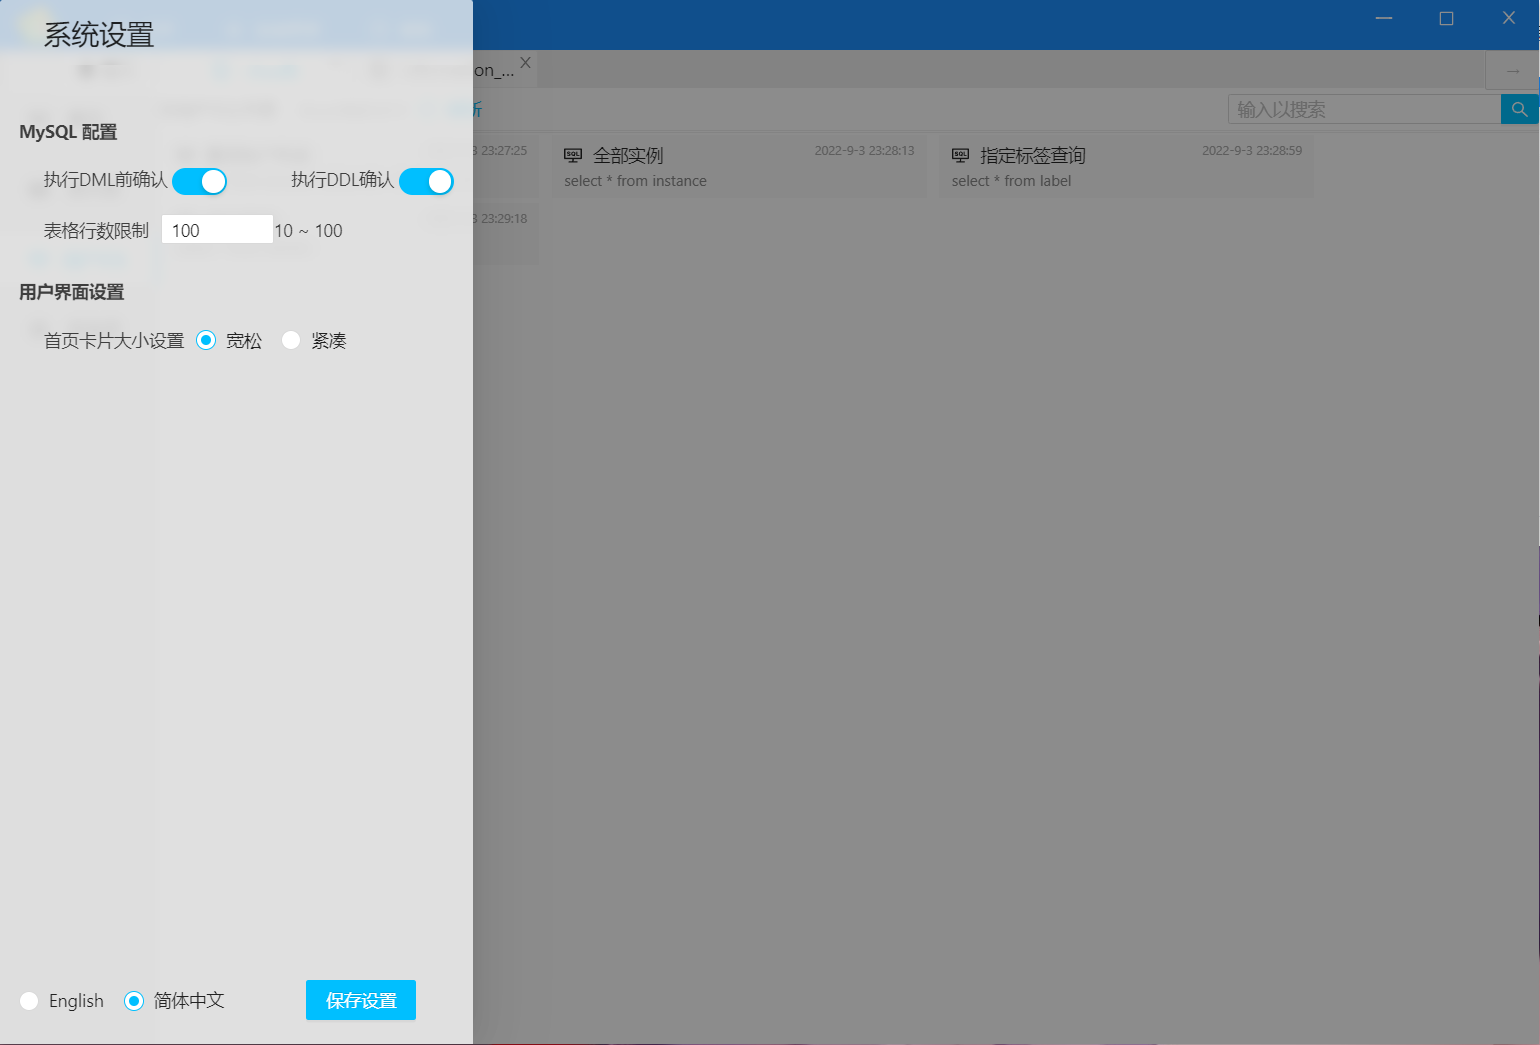 系统设置
on_...
析
输入以搜索
MySQL 配置
执行DML前确认
执行DDL确认
表格行数限制 100 10 ~ 100
用户界面设置
首页卡片大小设置 宽松 紧凑
3 23:27:25
全部实例 2022-9-3 23:28:13
select * from instance
指定标签查询 2022-9-3 23:28:59
select * from label
3 23:29:18
English 简体中文 保存设置